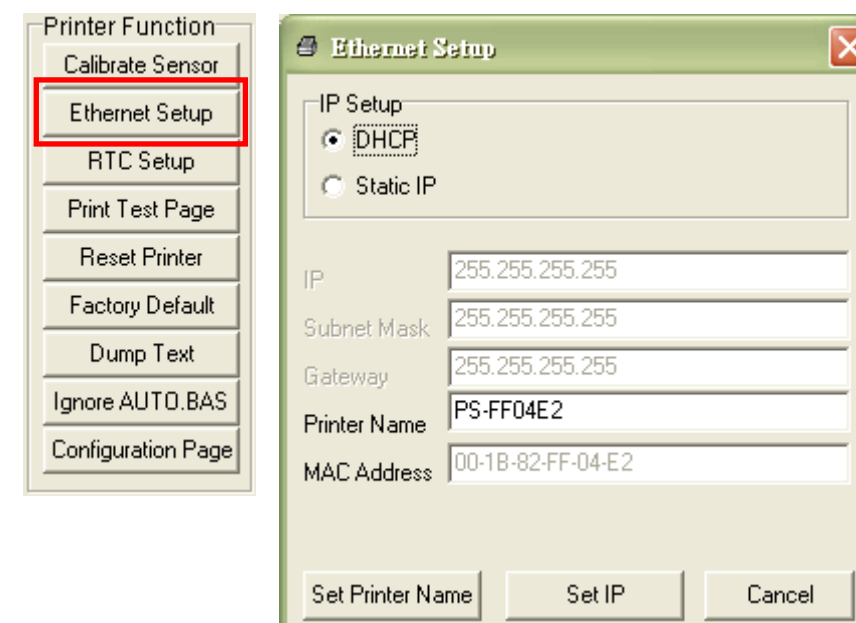 Printer Function
Calibrate Sensor
Ethernet Setup
RTC Setup
Print Test Page
Reset Printer
Factory Default
Dump Text
Ignore AUTO.BAS
Configuration Page
Ethernet Setup
IP Setup
DHCP
Static IP
IP 255.255.255.255
Subnet Mask 255.255.255.255
Gateway 255.255.255.255
Printer Name PS-FF04E2
MAC Address 00-1B-82-FF-04-E2
Set Printer Name Set IP Cancel